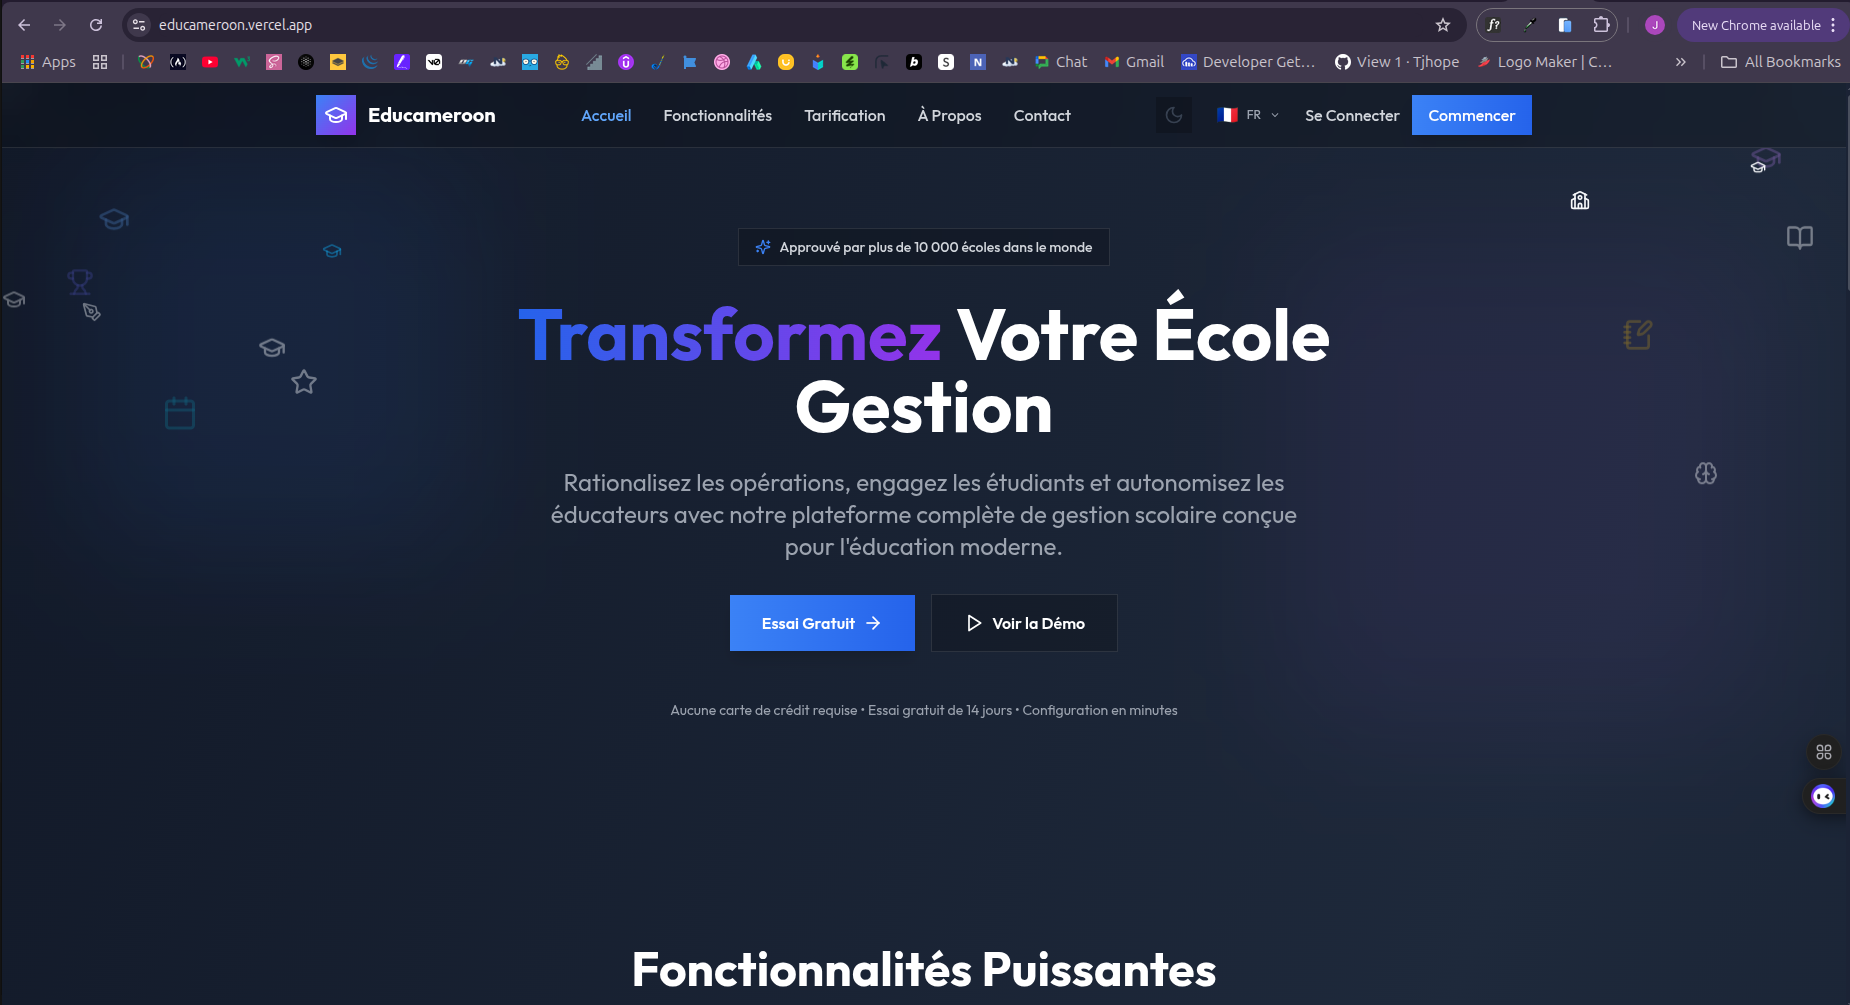 educameroon.vercel.app
New Chrome available
Apps
Chat
Gmail
Developer Get...
View 1 · Tjhope
Logo Maker | C...
All Bookmarks
Educameroon
Accueil
Fonctionnalités
Tarification
À Propos
Contact
FR
Se Connecter
Commencer
Approuvé par plus de 10 000 écoles dans le monde
Transformez Votre École
Gestion
Rationalisez les opérations, engagez les étudiants et autonomisez les
éducateurs avec notre plateforme complète de gestion scolaire conçue
pour l'éducation moderne.
Essai Gratuit
Voir la Démo
Aucune carte de crédit requise • Essai gratuit de 14 jours • Configuration en minutes
Fonctionnalités Puissantes